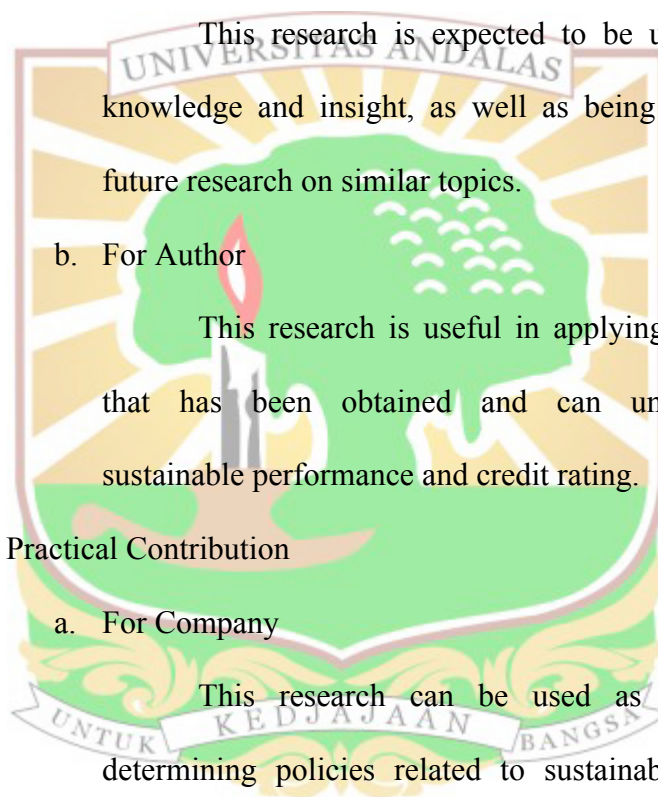 This research is expected to be u
UNIVERSITAS ANDALAS
knowledge and insight, as well as being
future research on similar topics.
b. For Author
This research is useful in applying
that has been obtained and can un
sustainable performance and credit rating.
Practical Contribution
a. For Company
This research can be used as
UNTUK KEDJAJAAN BANGSA
determining policies related to sustainab